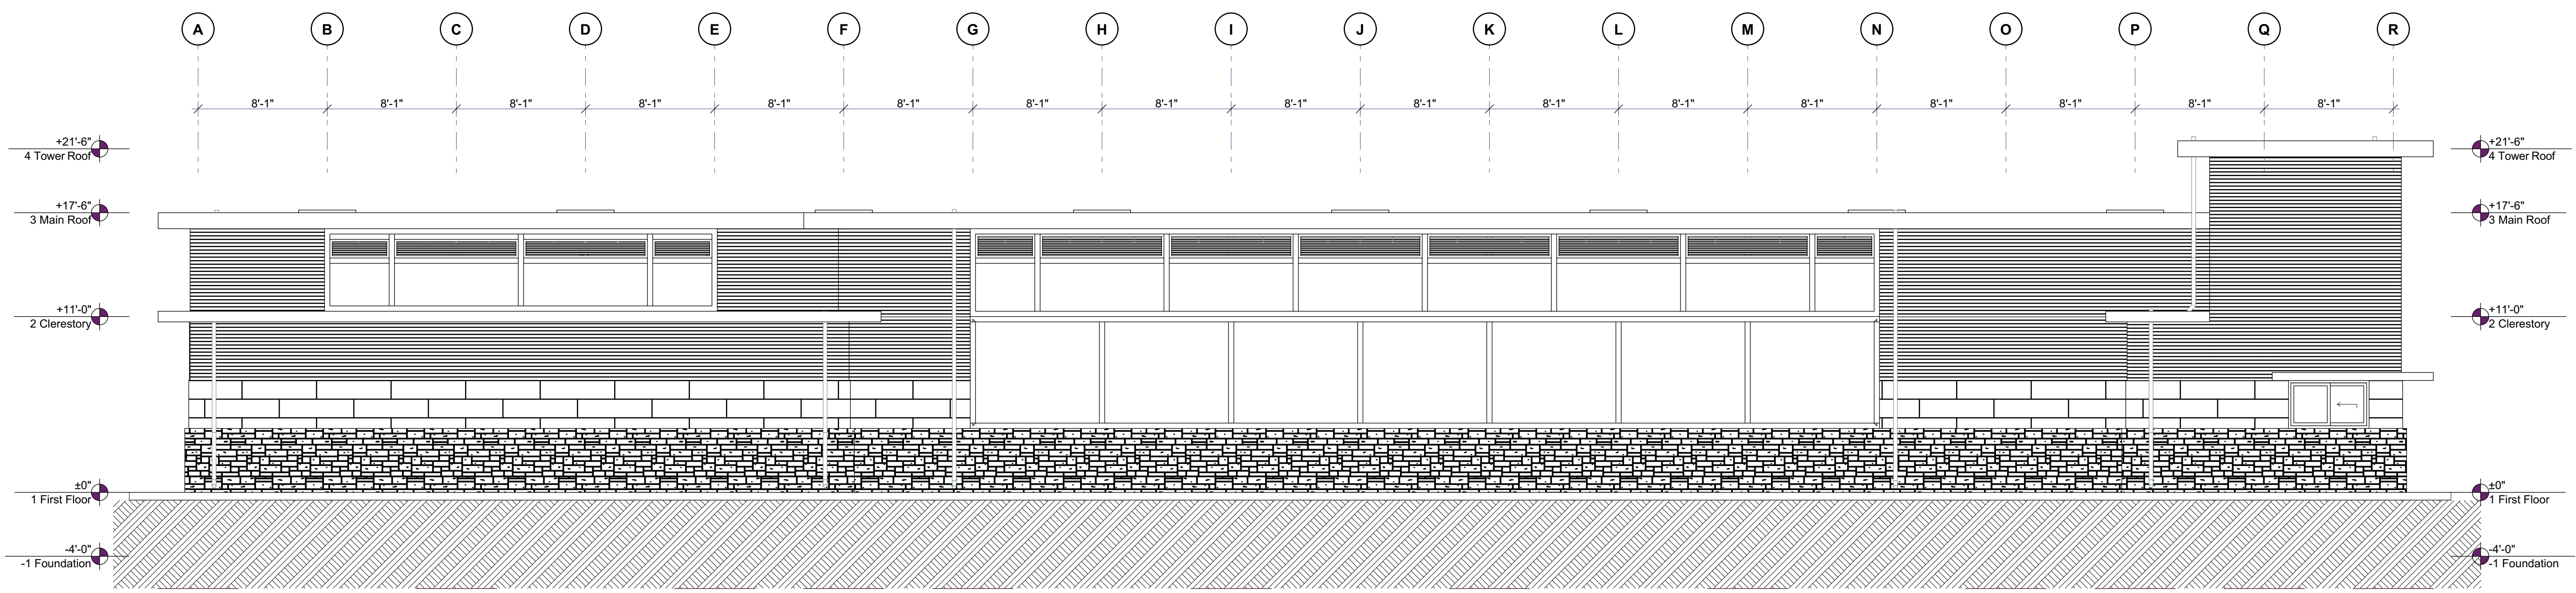 A B C D E F G H I J K L M N O P Q R
8'-1" 8'-1" 8'-1" 8'-1" 8'-1" 8'-1" 8'-1" 8'-1" 8'-1" 8'-1" 8'-1" 8'-1" 8'-1" 8'-1" 8'-1" 8'-1" 8'-1"
+21'-6"
4 Tower Roof
+21'-6"
4 Tower Roof
+17'-6"
3 Main Roof
+17'-6"
3 Main Roof
+11'-0"
2 Clerestory
+11'-0"
2 Clerestory
±0"
1 First Floor
±0"
1 First Floor
-4'-0"
-1 Foundation
-4'-0"
-1 Foundation